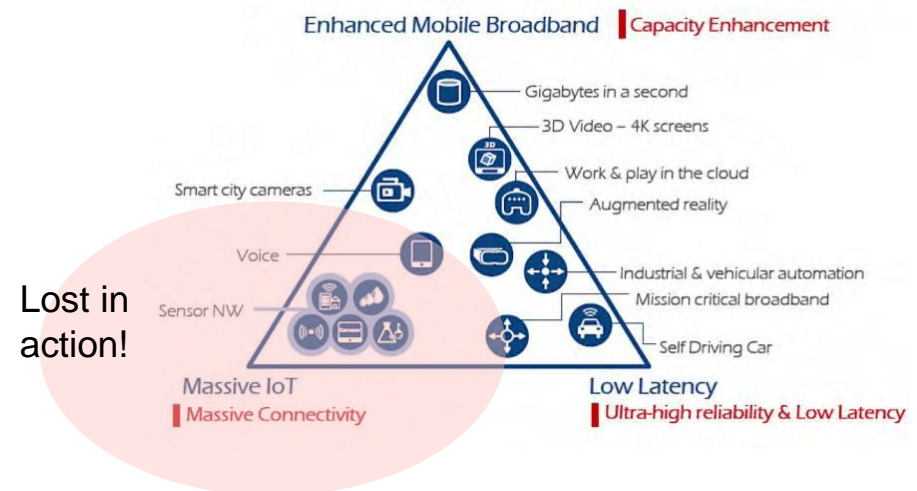 Enhanced Mobile Broadband
Capacity Enhancement
Gigabytes in a second
3D Video – 4K screens
3D
Work & play in the cloud
Smart city cameras
Augmented reality
Voice
Industrial & vehicular automation
Lost in
action!
Sensor NW
Mission critical broadband
Self Driving Car
Massive IoT
Low Latency
Massive Connectivity
Ultra-high reliability & Low Latency